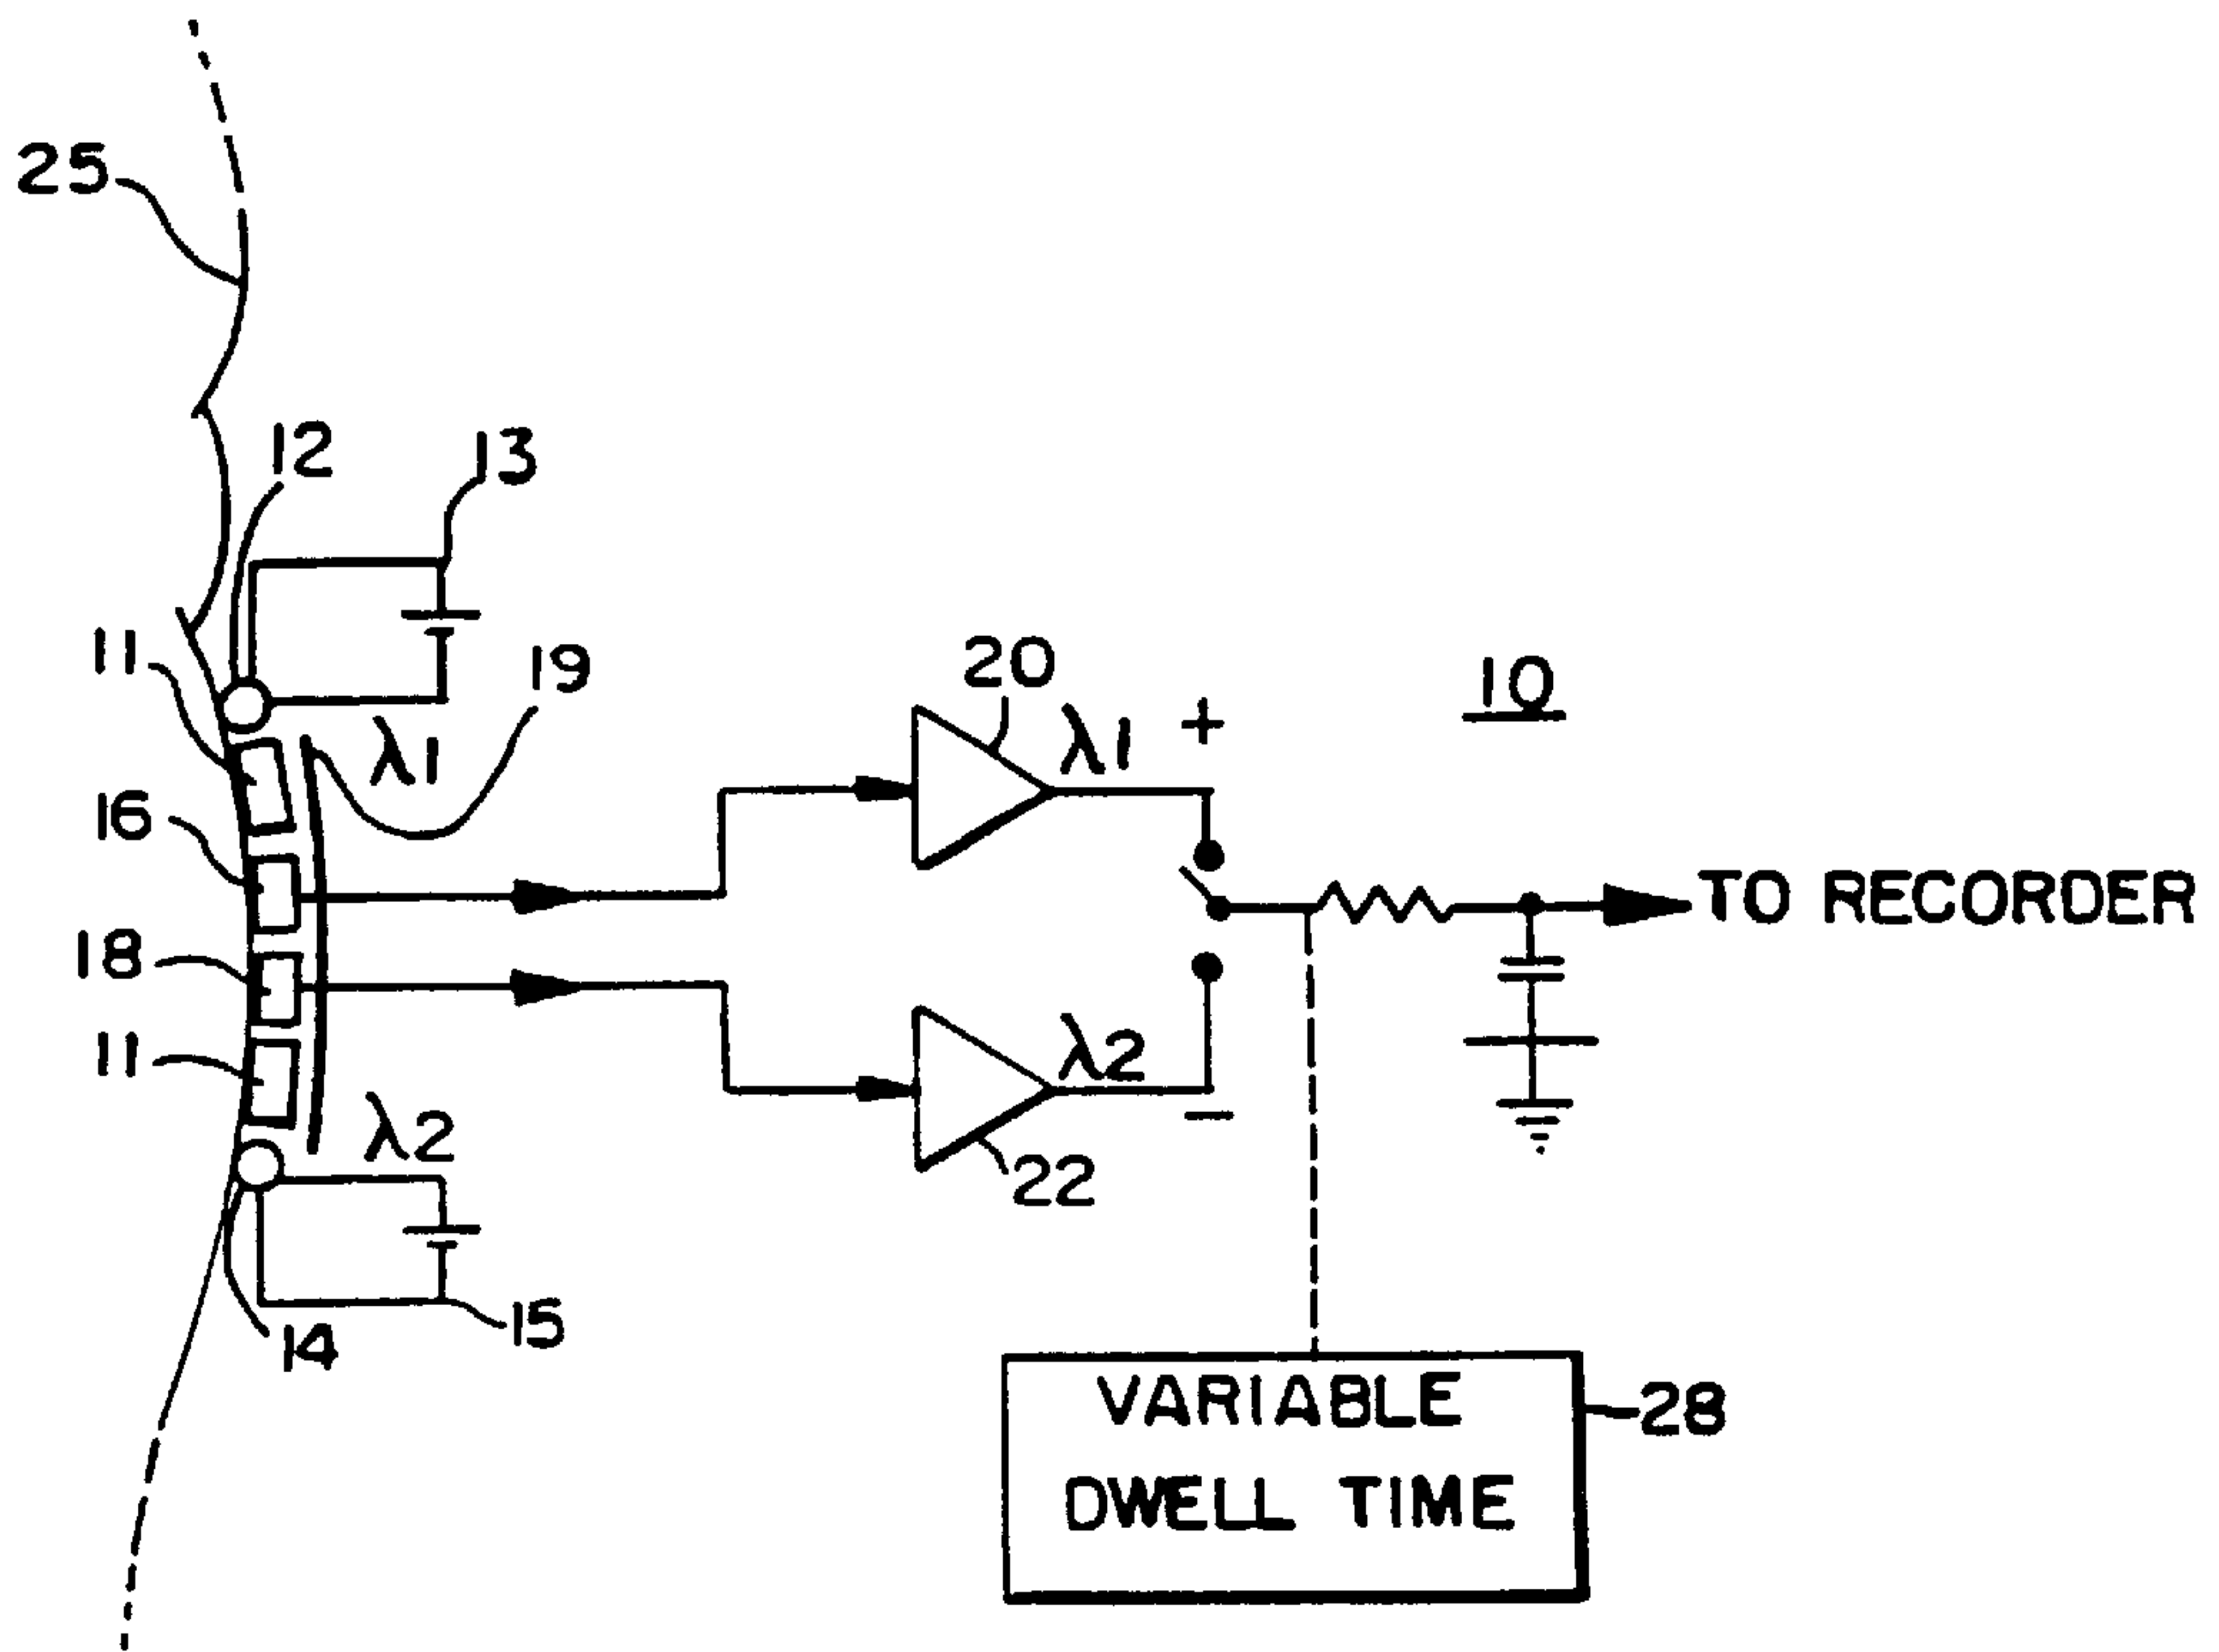 25
12
13
11
19
20
10
λ1
λ1
+
16
TO RECORDER
18
11
λ2
λ2
−
22
14
15
VARIABLE
DWELL TIME
28